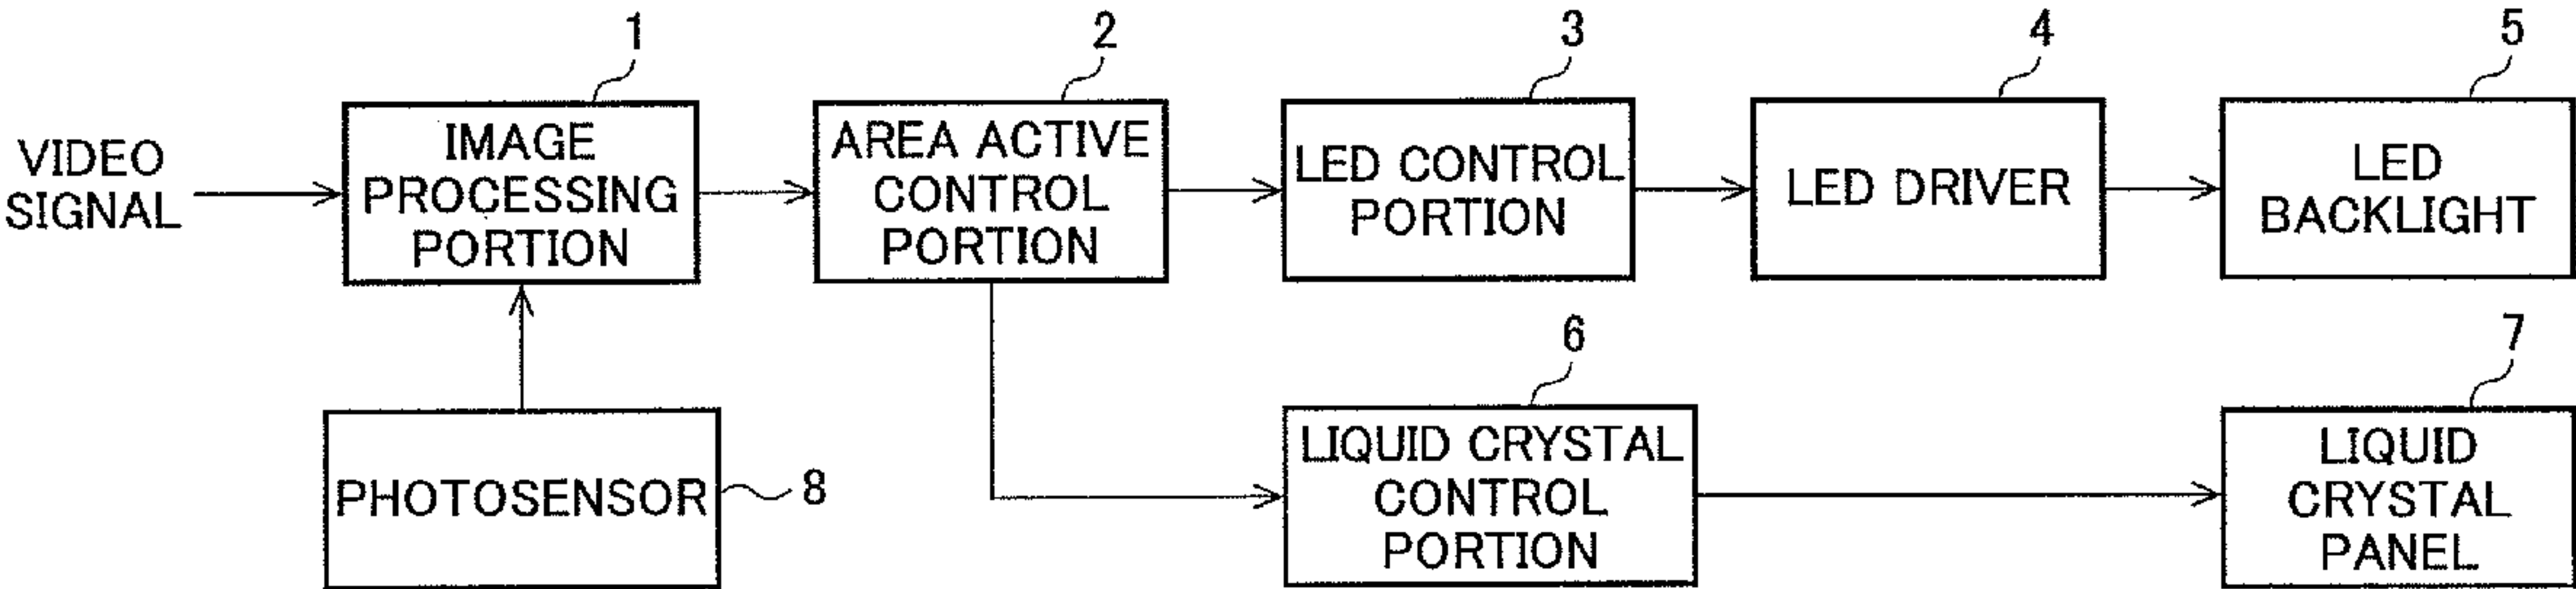 1
2
3
4
5
VIDEO
SIGNAL
IMAGE
PROCESSING
PORTION
AREA ACTIVE
CONTROL
PORTION
LED CONTROL
PORTION
LED DRIVER
LED
BACKLIGHT
6
7
PHOTOSENSOR
8
LIQUID CRYSTAL
CONTROL
PORTION
LIQUID
CRYSTAL
PANEL